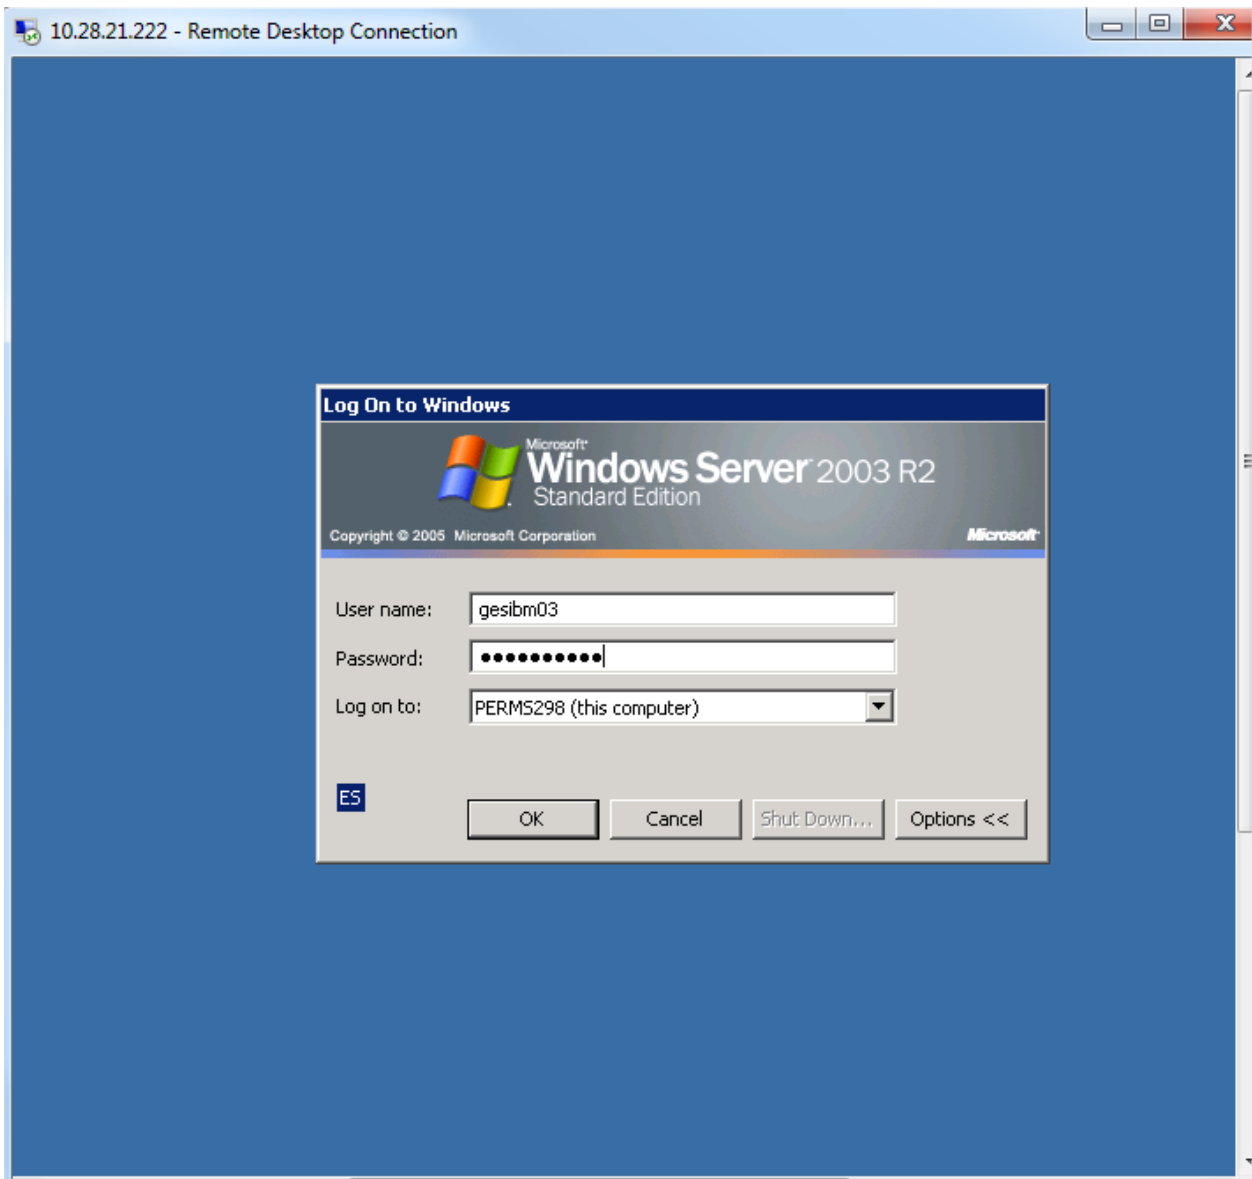 10.28.21.222 - Remote Desktop Connection
Log On to Windows
Microsoft
Windows Server 2003 R2
Standard Edition
Copyright © 2005 Microsoft Corporation Microsoft
User name: gesibm03
Password: ●●●●●●●●●●
Log on to: PERMS298 (this computer)
ES
OK Cancel Shut Down... Options <<